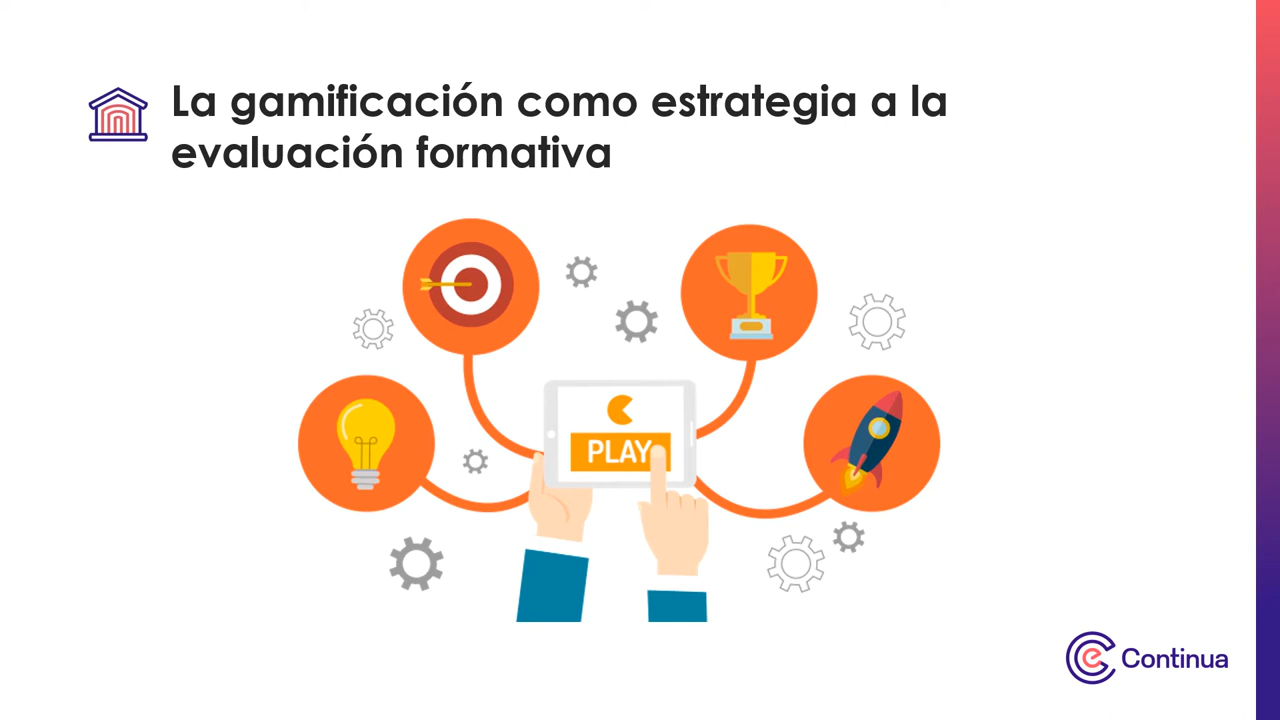 La gamificación como estrategia a la
evaluación formativa
PLAY
e Continua